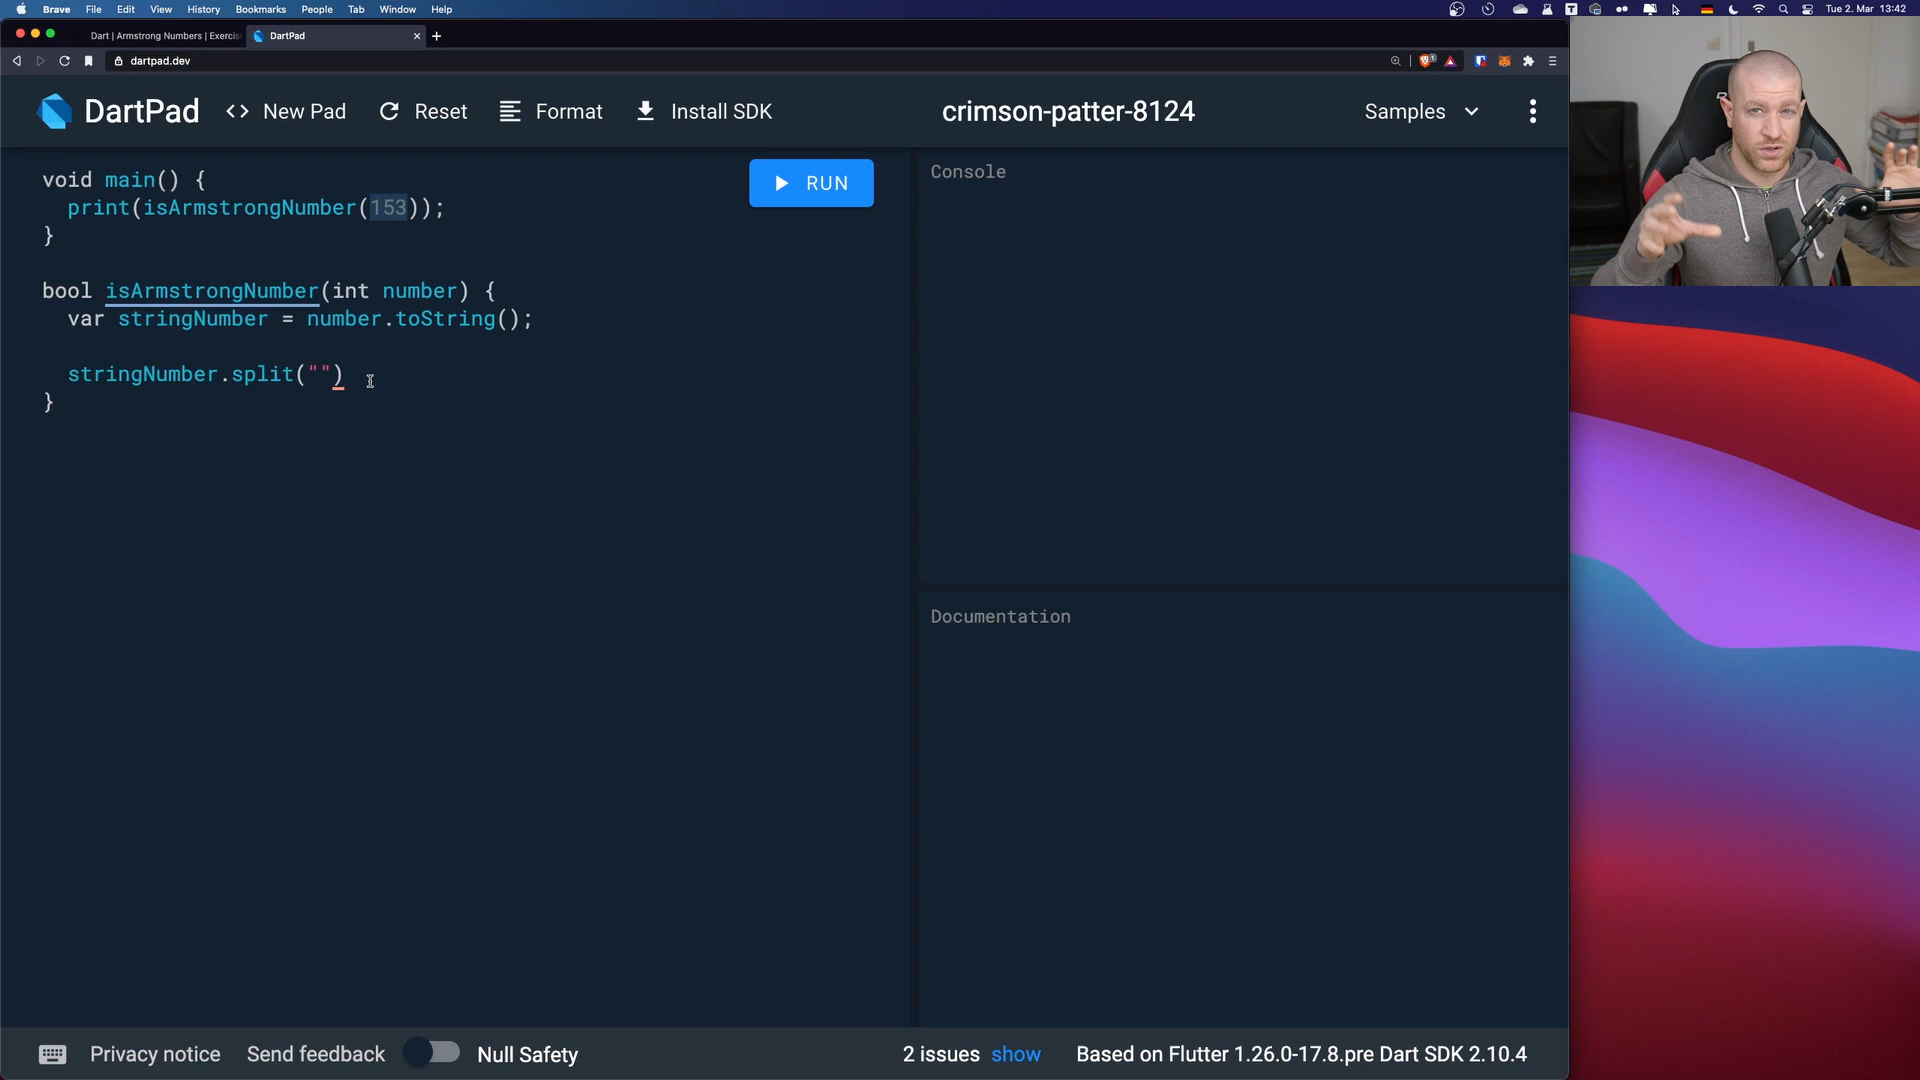 Brave File Edit View History Bookmarks People Tab Window Help
Tue 2. Mar 13:42
Dart | Armstrong Numbers | Exercis
DartPad
dartpad.dev
DartPad
New Pad
Reset
Format
Install SDK
crimson-patter-8124
Samples
void main() {
print(isArmstrongNumber(153));
}
RUN
bool isArmstrongNumber(int number) {
var stringNumber = number.toString();
stringNumber.split("")
}
Console
Documentation
Privacy notice
Send feedback
Null Safety
2 issues show
Based on Flutter 1.26.0-17.8.pre Dart SDK 2.10.4